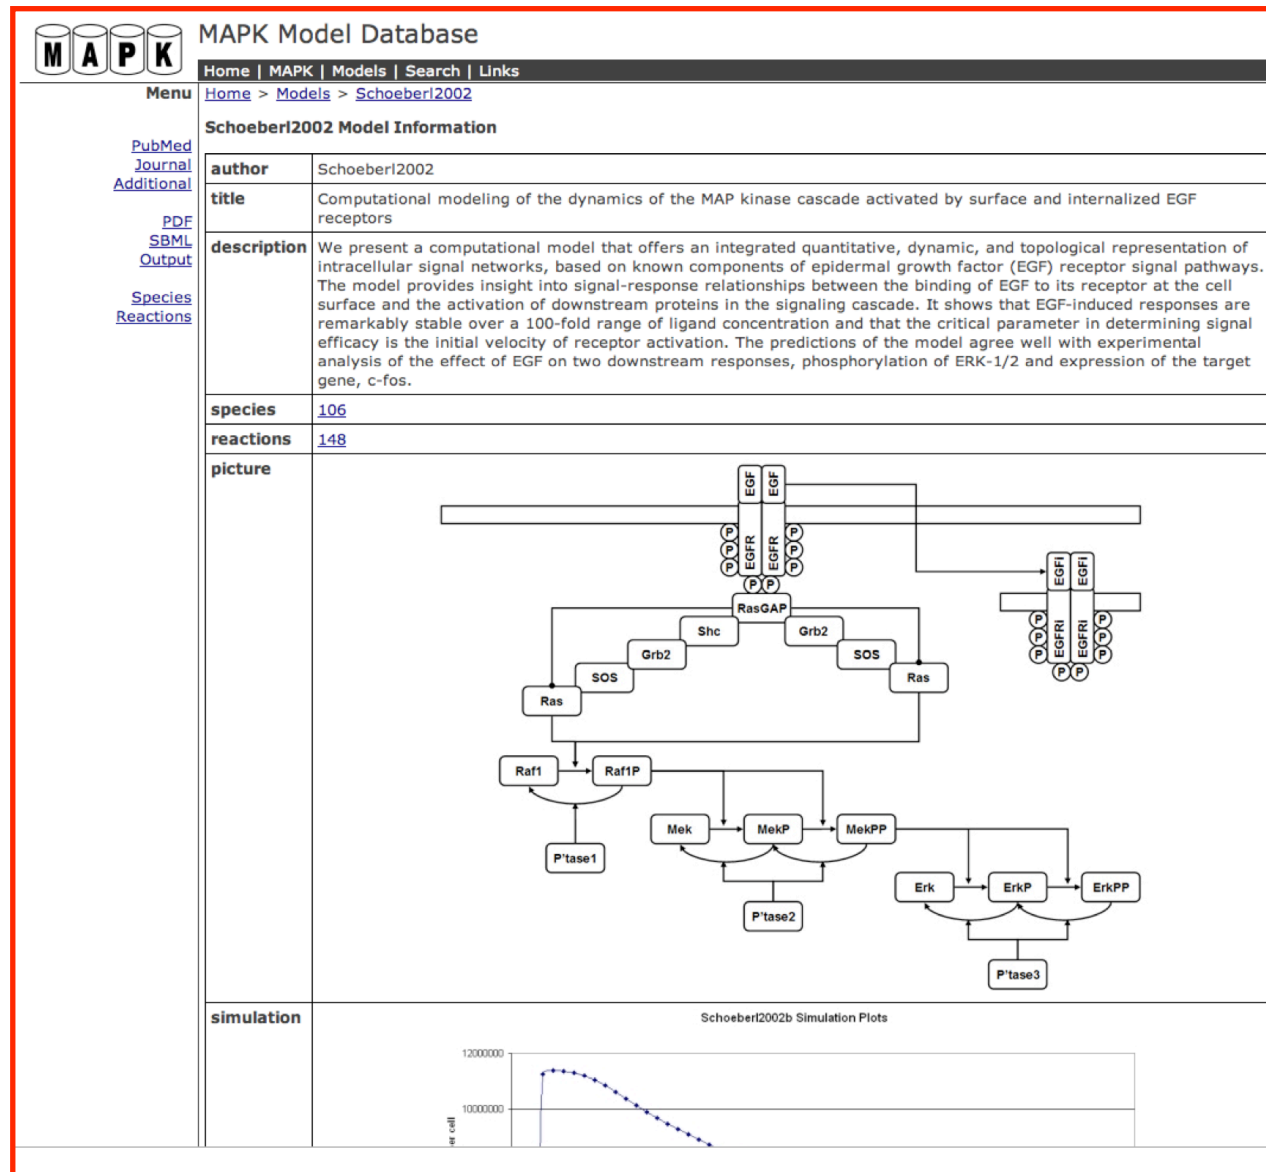 MAPK
MAPK Model Database
Home | MAPK | Models | Search | Links
Menu
Home > Models > Schoeberl2002
PubMed
Journal
Additional
PDF
SBML
Output
Species
Reactions
Schoeberl2002 Model Information
author Schoeberl2002
title Computational modeling of the dynamics of the MAP kinase cascade activated by surface and internalized EGF
receptors
description We present a computational model that offers an integrated quantitative, dynamic, and topological representation of
intracellular signal networks, based on known components of epidermal growth factor (EGF) receptor signal pathways.
The model provides insight into signal-response relationships between the binding of EGF to its receptor at the cell
surface and the activation of downstream proteins in the signaling cascade. It shows that EGF-induced responses are
remarkably stable over a 100-fold range of ligand concentration and that the critical parameter in determining signal
efficacy is the initial velocity of receptor activation. The predictions of the model agree well with experimental
analysis of the effect of EGF on two downstream responses, phosphorylation of ERK-1/2 and expression of the target
gene, c-fos.
species 106
reactions 148
picture
EGF EGF
P P
P EGFR EGFR P
P P
P P
EGFi EGFi
P P
P EGFRi EGFRi P
P P
P P
RasGAP
Shc Grb2
Grb2 SOS
SOS Ras
Ras
Raf1 Raf1P
P'tase1
Mek MekP MekPP
P'tase2
Erk ErkP ErkPP
P'tase3
simulation
Schoeberl2002b Simulation Plots
12000000
10000000
er cell